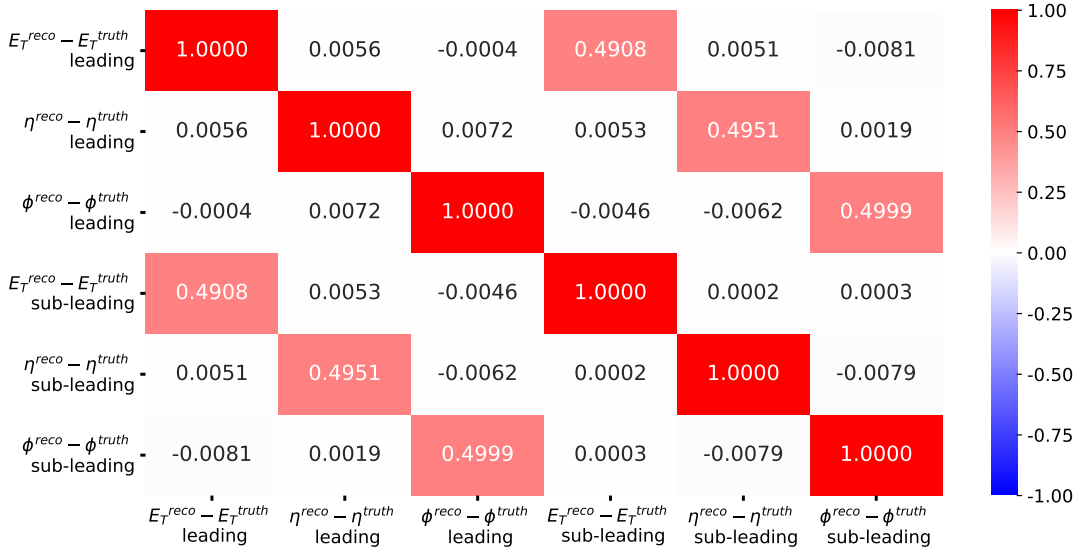 E_T^reco − E_T^truth
leading
1.0000 0.0056 -0.0004 0.4908 0.0051 -0.0081
η^reco − η^truth
leading
0.0056 1.0000 0.0072 0.0053 0.4951 0.0019
ϕ^reco − ϕ^truth
leading
-0.0004 0.0072 1.0000 -0.0046 -0.0062 0.4999
E_T^reco − E_T^truth
sub-leading
0.4908 0.0053 -0.0046 1.0000 0.0002 0.0003
η^reco − η^truth
sub-leading
0.0051 0.4951 -0.0062 0.0002 1.0000 -0.0079
ϕ^reco − ϕ^truth
sub-leading
-0.0081 0.0019 0.4999 0.0003 -0.0079 1.0000
E_T^reco − E_T^truth
leading
η^reco − η^truth
leading
ϕ^reco − ϕ^truth
leading
E_T^reco − E_T^truth
sub-leading
η^reco − η^truth
sub-leading
ϕ^reco − ϕ^truth
sub-leading
1.00
0.75
0.50
0.25
0.00
-0.25
-0.50
-0.75
-1.00